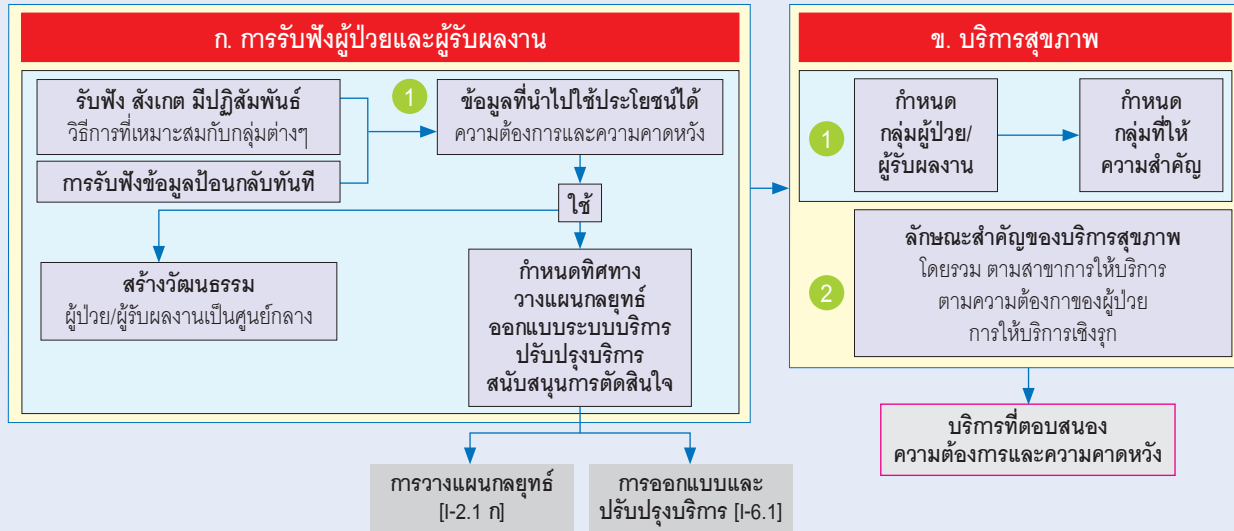 ก. การรับฟังผู้ป่วยและผู้รับผลงาน
รับฟัง สังเกต มีปฏิสัมพันธ์
วิธีการที่เหมาะสมกับกลุ่มต่างๆ
การรับฟังข้อมูลป้อนกลับทันที
1
ข้อมูลที่นำไปใช้ประโยชน์ได้
ความต้องการและความคาดหวัง
ใช้
สร้างวัฒนธรรม
ผู้ป่วย/ผู้รับผลงานเป็นศูนย์กลาง
กำหนดทิศทาง
วางแผนกลยุทธ์
ออกแบบระบบบริการ
ปรับปรุงบริการ
สนับสนุนการตัดสินใจ
การวางแผนกลยุทธ์
[I-2.1 ก]
การออกแบบและ
ปรับปรุงบริการ [I-6.1]
ข. บริการสุขภาพ
1
กำหนด
กลุ่มผู้ป่วย/
ผู้รับผลงาน
กำหนด
กลุ่มที่ให้
ความสำคัญ
2
ลักษณะสำคัญของบริการสุขภาพ
โดยรวม ตามสาขาการให้บริการ
ตามความต้องกาของผู้ป่วย
การให้บริการเชิงรุก
บริการที่ตอบสนอง
ความต้องการและความคาดหวัง